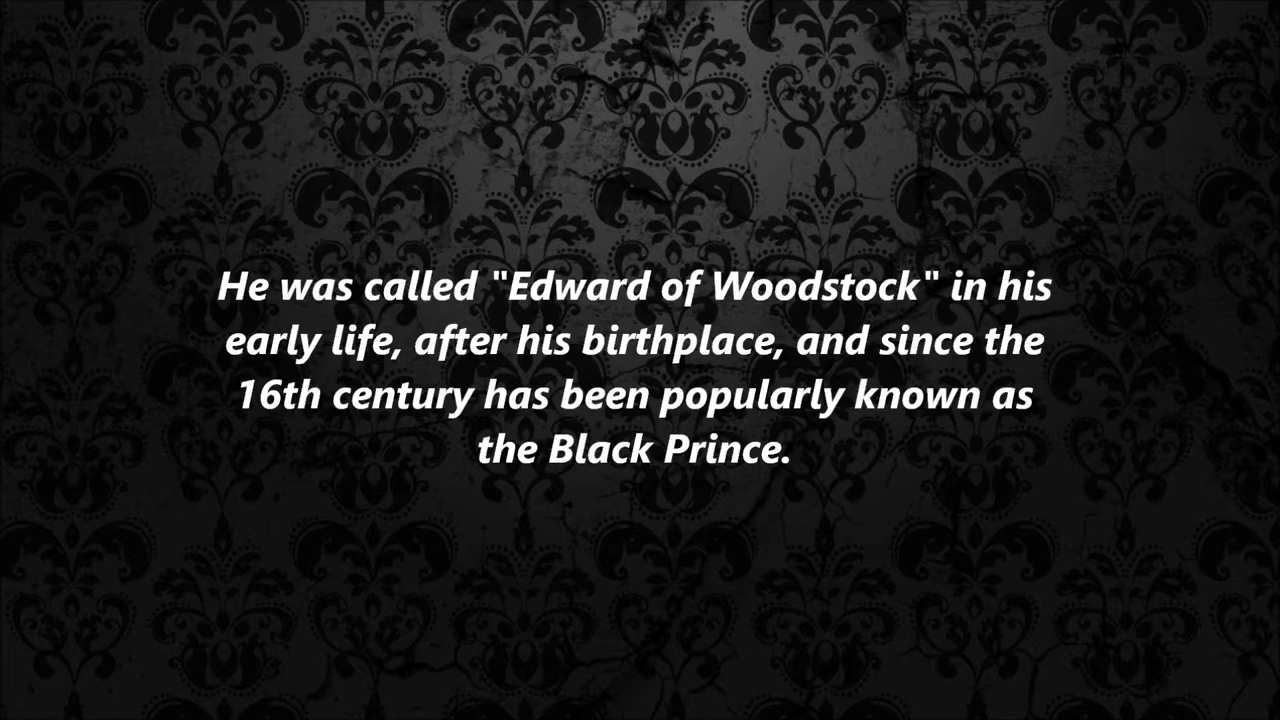 He was called "Edward of Woodstock" in his
early life, after his birthplace, and since the
16th century has been popularly known as
the Black Prince.